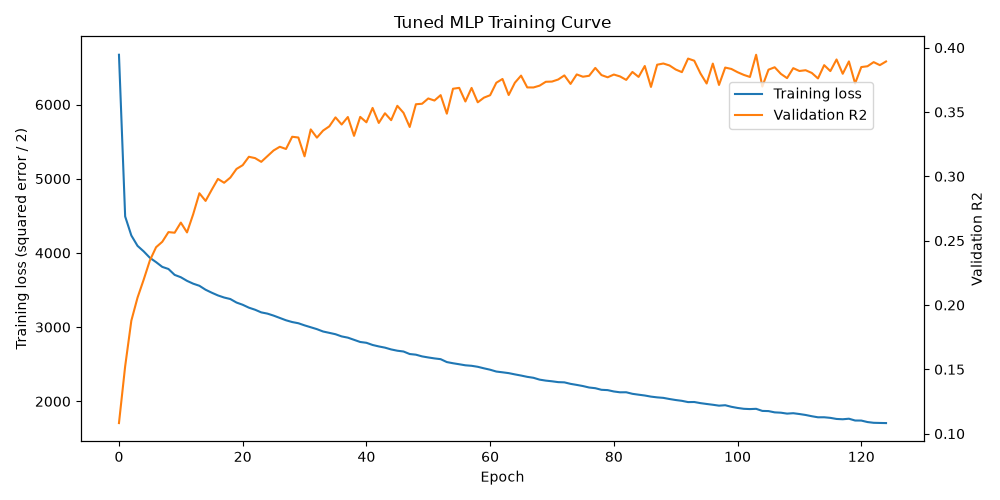 Tuned MLP Training Curve
Training loss (squared error / 2)
6000
5000
4000
3000
2000
0.40
0.35
0.30
0.25
0.20
0.15
0.10
Validation R2
Training loss
Validation R2
0 20 40 60 80 100 120
Epoch